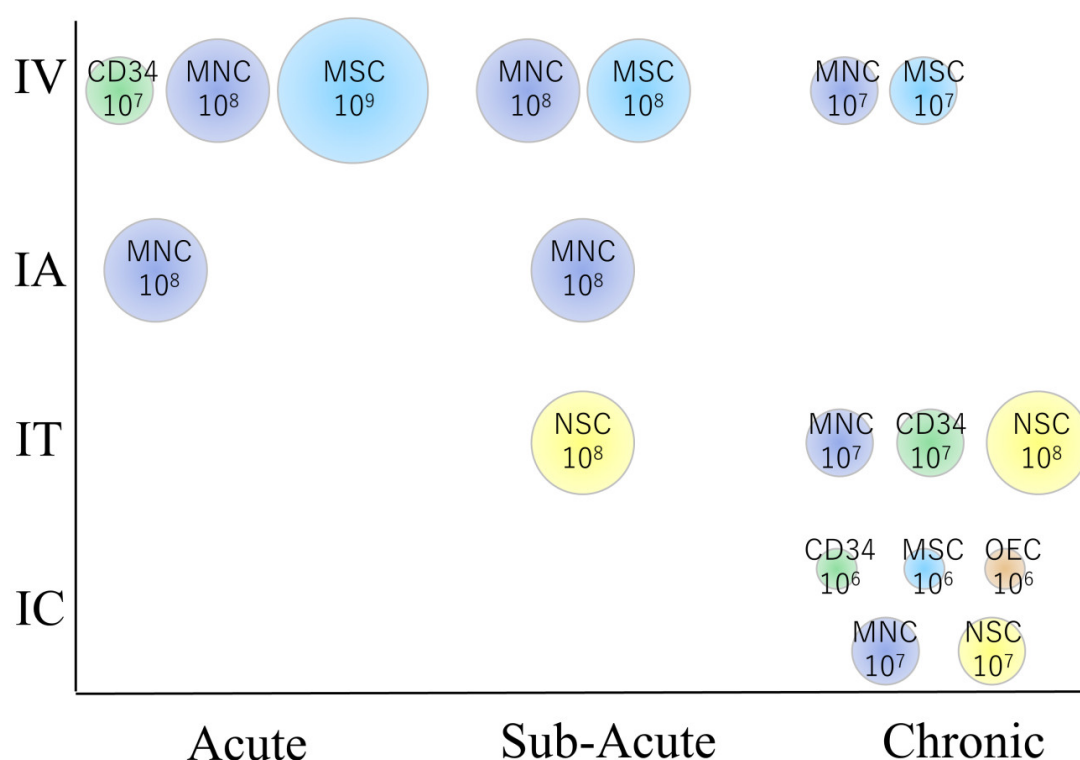 IV
CD34
10⁷
MNC
10⁸
MSC
10⁹
MNC
10⁸
MSC
10⁸
MNC
10⁷
MSC
10⁷
IA
MNC
10⁸
MNC
10⁸
IT
NSC
10⁸
MNC
10⁷
CD34
10⁷
NSC
10⁸
IC
CD34
10⁶
MSC
10⁶
OEC
10⁶
MNC
10⁷
NSC
10⁷
Acute
Sub-Acute
Chronic